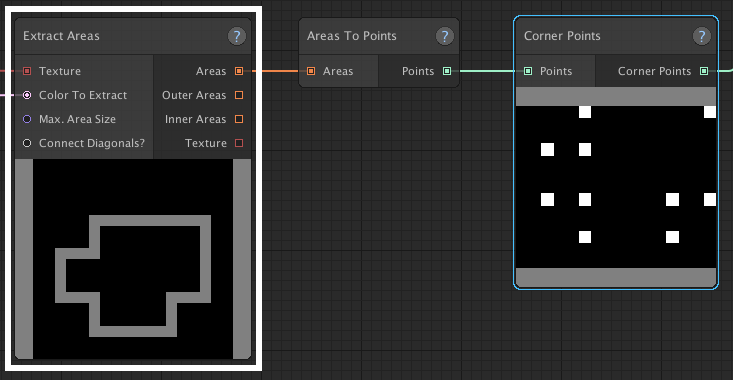 Extract Areas ?
Texture Areas
Color To Extract Outer Areas
Max. Area Size Inner Areas
Connect Diagonals? Texture
Areas To Points ?
Areas Points
Corner Points ?
Points Corner Points